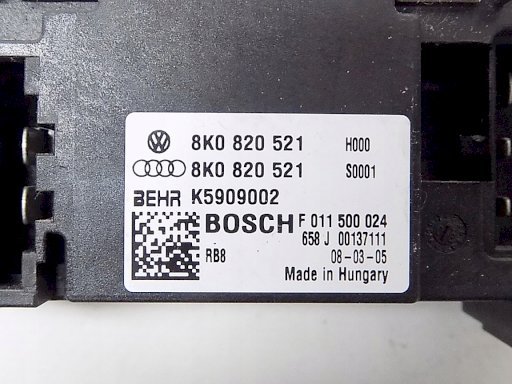 8K0 820 521 H000
8K0 820 521 S0001
BEHR K5909002
BOSCH F 011 500 024
658 J 00137111
RB8 08-03-05
Made in Hungary